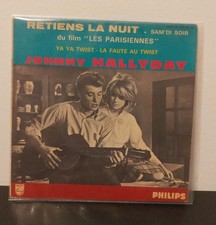 RETIENS LA NUIT - SAM'DI SOIR
du film "LES PARISIENNES"
YA YA TWIST - LA FAUTE AU TWIST
JOHNNY HALLYDAY
PHILIPS